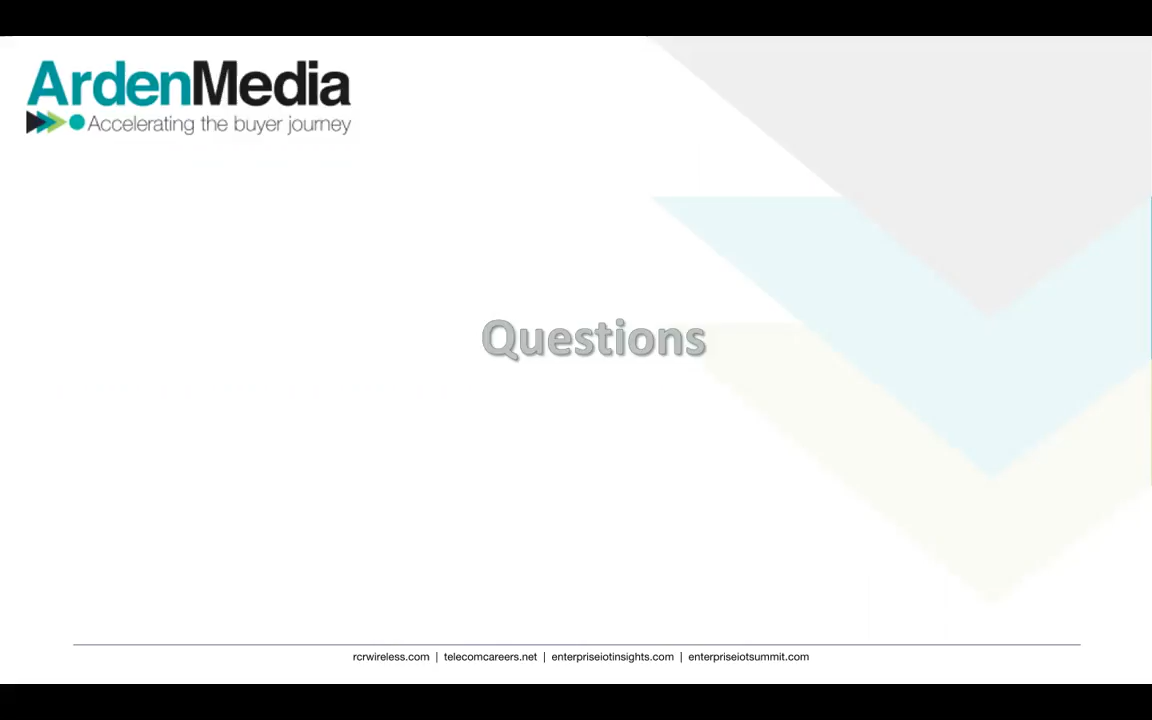 ArdenMedia
Accelerating the buyer journey
Questions
rcrwireless.com | telecomcareers.net | enterpriseiotinsights.com | enterpriseiotsummit.com